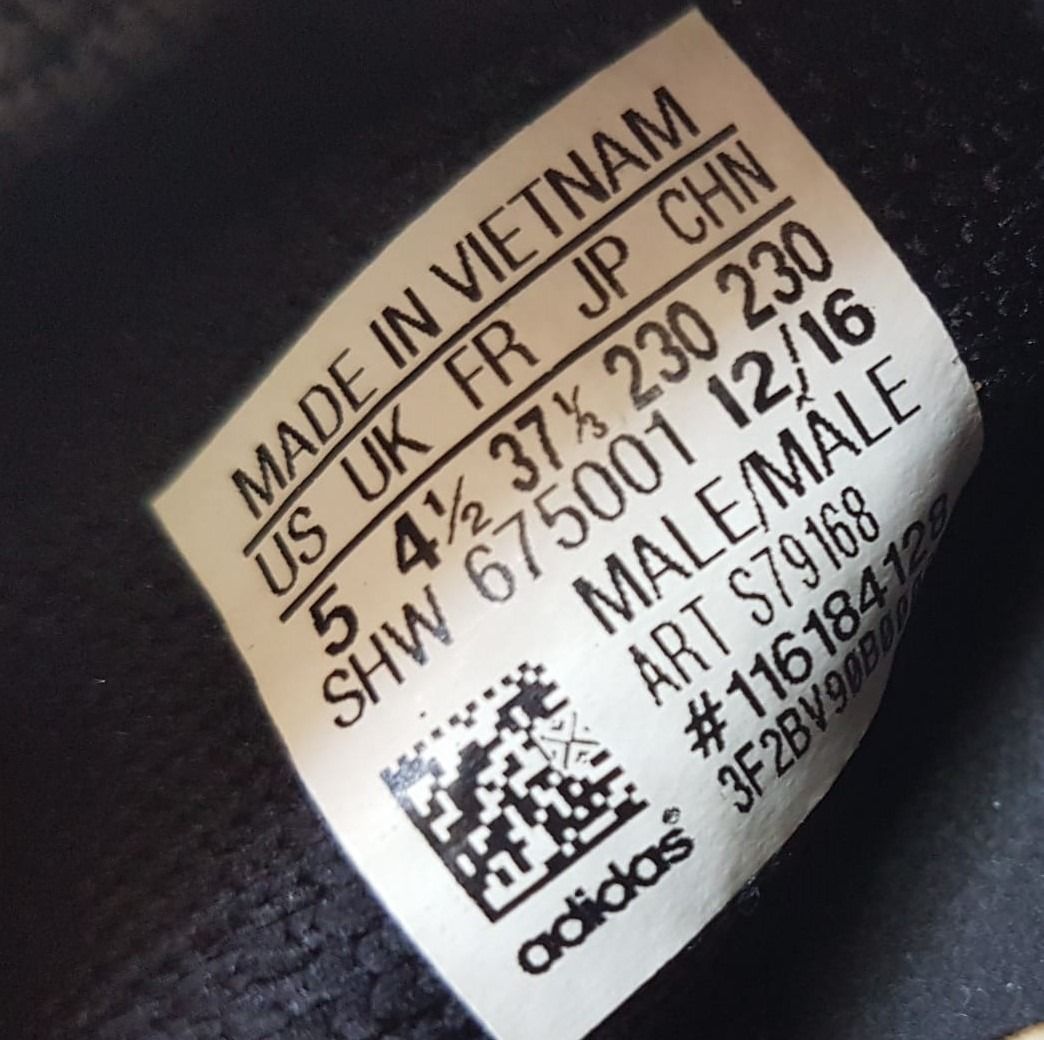 MADE IN VIETNAM
US UK FR JP CHN
5 4½ 37⅓ 230 230
SHW 675001 12/16
MALE/MÂLE
ART S79168
#116184128
adidas®